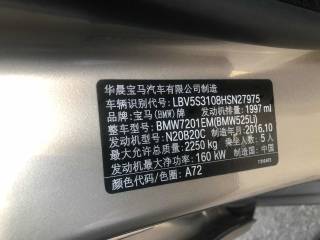 华晨宝马汽车有限公司制造
车辆识别代号: LBV5S3108HSN27975
品牌: 宝马(BMW)牌 发动机排量: 1997 ml
整车型号: BMW7201EM(BMW525Li)
发动机型号: N20B20C 制造年月: 2016.10
最大允许总质量: 2250 kg 乘坐人数: 5人
发动机最大净功率: 160 kW 制造国: 中国
颜色代码/色图: A72